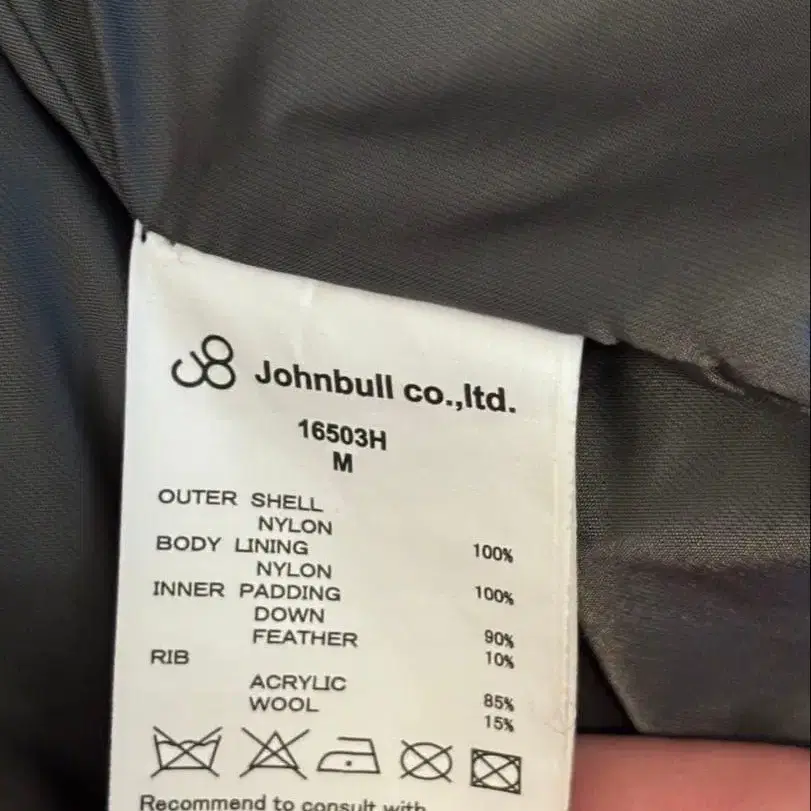 Johnbull co.,ltd.
16503H
M
OUTER SHELL
NYLON 100%
BODY LINING
NYLON 100%
INNER PADDING
DOWN 90%
FEATHER 10%
RIB
ACRYLIC 85%
WOOL 15%
Recommend to consult with